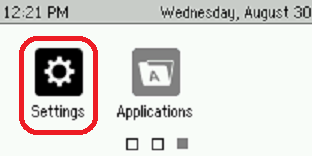 12:21 PM Wednesday, August 30
A
Settings Applications